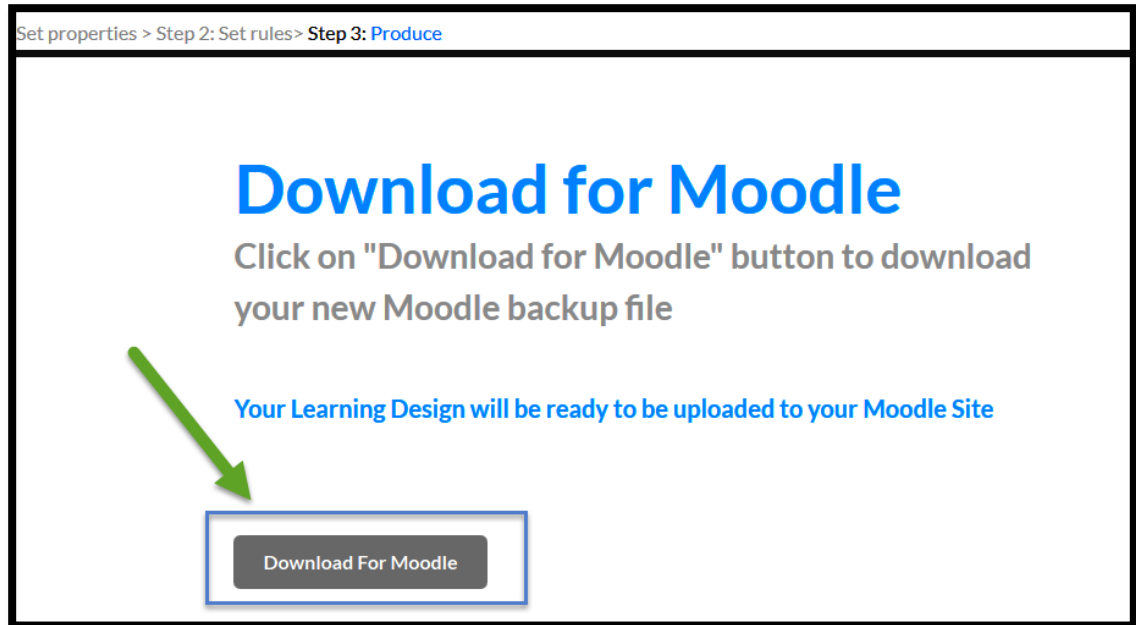 Set properties > Step 2: Set rules> Step 3: Produce
Download for Moodle
Click on "Download for Moodle" button to download
your new Moodle backup file
Your Learning Design will be ready to be uploaded to your Moodle Site
Download For Moodle